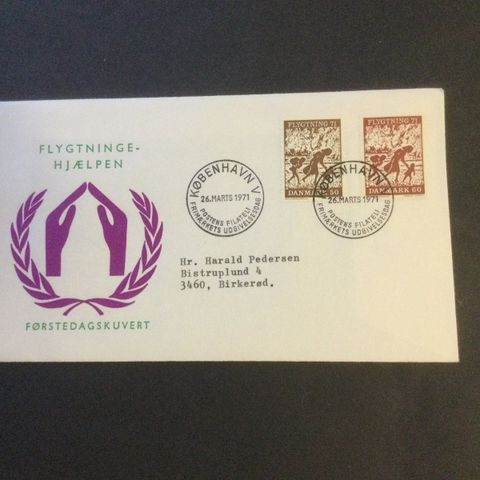 FLYGTNINGE-
HJÆLPEN
FØRSTEDAGSKUVERT
KØBENHAVN V
26.MARTS 1971
POSTENS FILATELI
FRIMÆRKETS UDGIVELSESDAG
FLYGTNING 71
DANMARK 50
FLYGTNING 71
DANMARK 60
KØBENHAVN V
26.MARTS 1971
POSTENS FILATELI
FRIMÆRKETS UDGIVELSESDAG
Hr. Harald Pedersen
Bistruplund 4
3460, Birkerød.